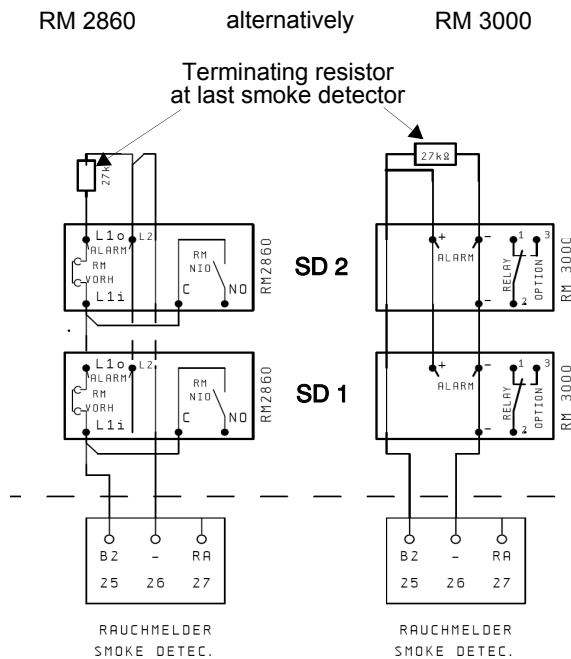 RM 2860 alternatively RM 3000
Terminating resistor
at last smoke detector
27k
27kΩ
L1o L2
ALARM
RM
VORH
L1i
RM
NIO
C NO
RM2860
SD 2
+ -
ALARM
-
1 3
2
RELAY
OPTION
RM 3000
L1o L2
ALARM
RM
VORH
L1i
RM
NIO
C NO
RM2860
SD 1
+ -
ALARM
-
1 3
2
RELAY
OPTION
RM 3000
B2 - RA
25 26 27
RAUCHMELDER
SMOKE DETEC.
B2 - RA
25 26 27
RAUCHMELDER
SMOKE DETEC.